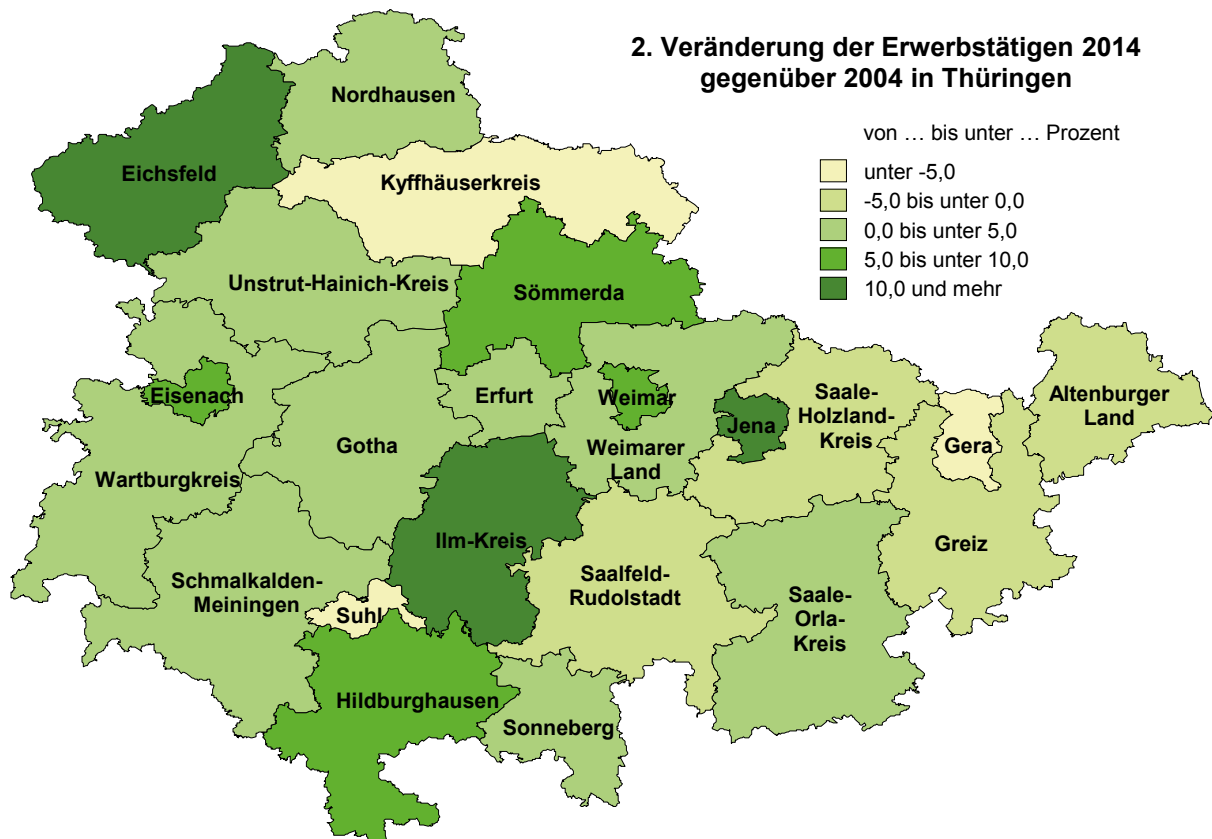 2. Veränderung der Erwerbstätigen 2014
gegenüber 2004 in Thüringen
von … bis unter … Prozent
unter -5,0
-5,0 bis unter 0,0
0,0 bis unter 5,0
5,0 bis unter 10,0
10,0 und mehr
Nordhausen
Eichsfeld
Kyffhäuserkreis
Unstrut-Hainich-Kreis
Sömmerda
Eisenach
Erfurt
Weimar
Jena
Saale-
Holzland-
Kreis
Altenburger
Land
Gotha
Weimarer
Land
Gera
Wartburgkreis
Ilm-Kreis
Greiz
Schmalkalden-
Meiningen
Saalfeld-
Rudolstadt
Saale-
Orla-
Kreis
Suhl
Hildburghausen
Sonneberg